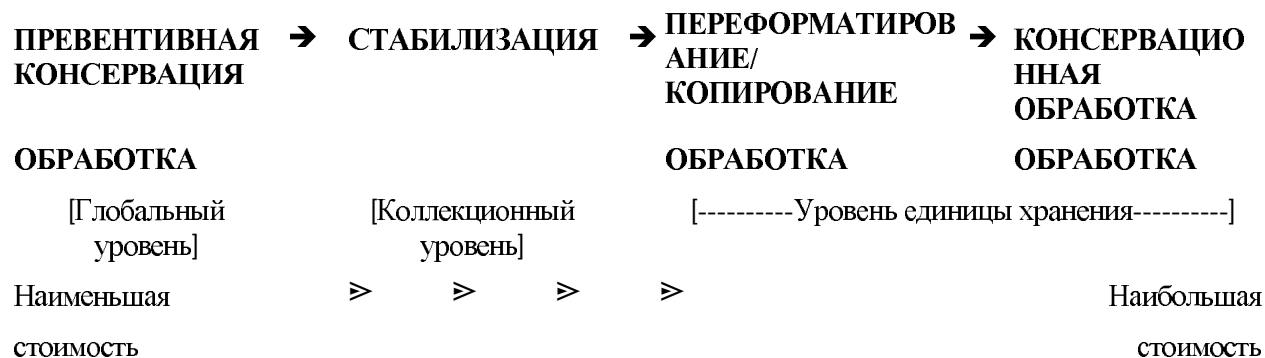 ПРЕВЕНТИВНАЯ ➔ СТАБИЛИЗАЦИЯ ➔ ПЕРЕФОРМАТИРОВ ➔ КОНСЕРВАЦИО
КОНСЕРВАЦИЯ АНИЕ/ ННАЯ
КОПИРОВАНИЕ ОБРАБОТКА
ОБРАБОТКА ОБРАБОТКА ОБРАБОТКА
[Глобальный [Коллекционный [----------Уровень единицы хранения----------]
уровень] уровень]
Наименьшая ⋗ ⋗ ⋗ ⋗ Наибольшая
стоимость стоимость